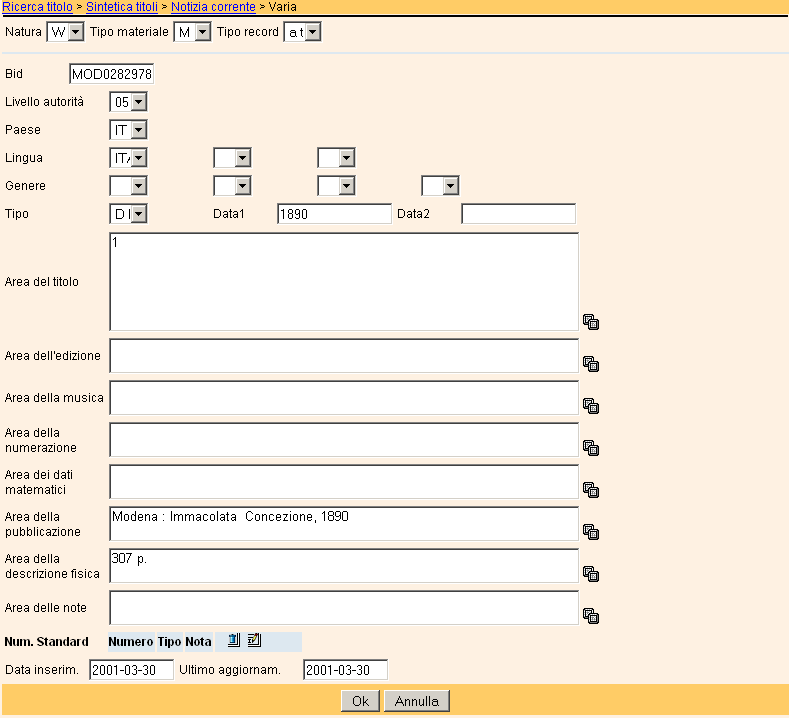 Ricerca titolo > Sintetica titoli > Notizia corrente > Varia
Natura W Tipo materiale M Tipo record a t
Bid MOD0282978
Livello autorità 05
Paese IT
Lingua ITA
Genere
Tipo D Data1 1890 Data2
Area del titolo 1
Area dell'edizione
Area della musica
Area della
numerazione
Area dei dati
matematici
Area della
pubblicazione
Modena : Immacolata Concezione, 1890
Area della
descrizione fisica
307 p.
Area delle note
Num. Standard Numero Tipo Nota
Data inserim. 2001-03-30 Ultimo aggiornam. 2001-03-30
Ok Annulla